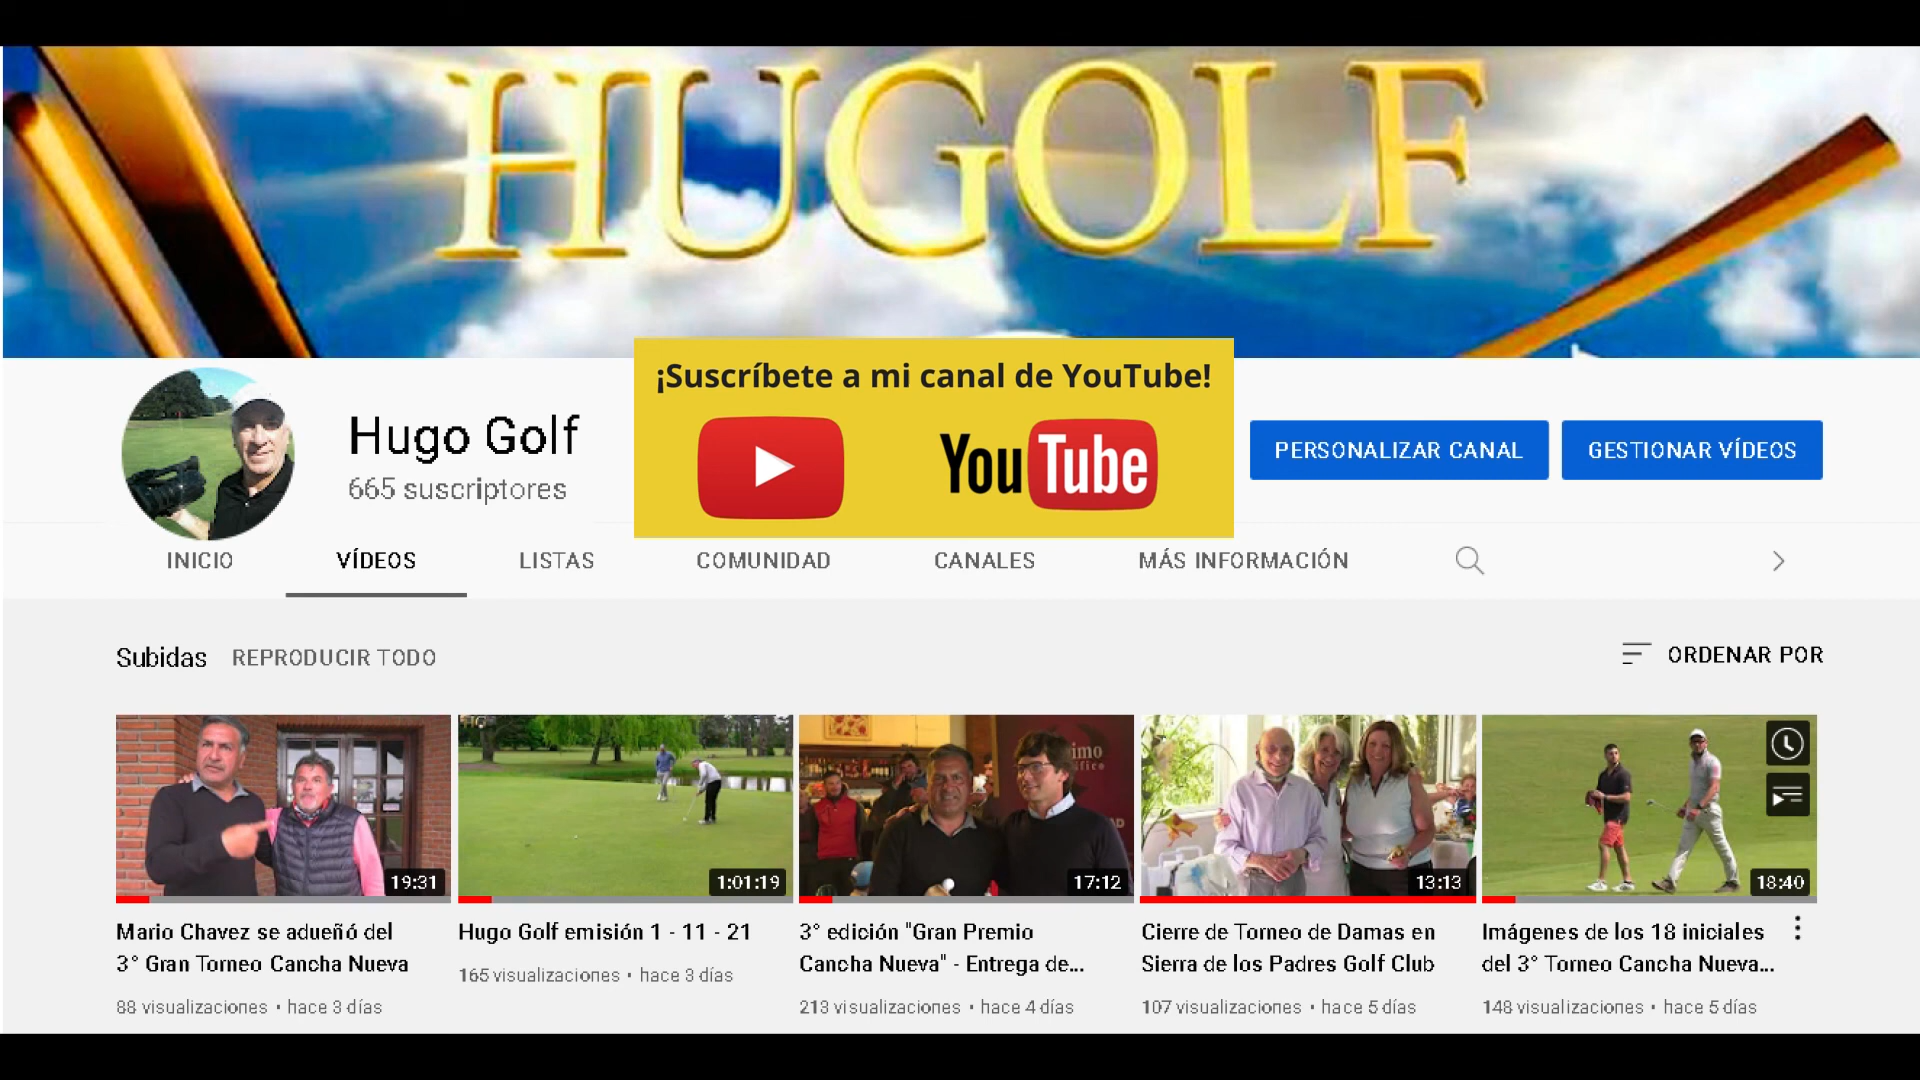 HUGOLF
¡Suscríbete a mi canal de YouTube!
YouTube
Hugo Golf
665 suscriptores
PERSONALIZAR CANAL
GESTIONAR VÍDEOS
INICIO
VÍDEOS
LISTAS
COMUNIDAD
CANALES
MÁS INFORMACIÓN
Subidas
REPRODUCIR TODO
ORDENAR POR
19:31
1:01:19
17:12
13:13
18:40
Mario Chavez se adueñó del
3° Gran Torneo Cancha Nueva
88 visualizaciones • hace 3 días
Hugo Golf emisión 1 - 11 - 21
165 visualizaciones • hace 3 días
3° edición "Gran Premio
Cancha Nueva" - Entrega de...
213 visualizaciones • hace 4 días
Cierre de Torneo de Damas en
Sierra de los Padres Golf Club
107 visualizaciones • hace 5 días
Imágenes de los 18 iniciales
del 3° Torneo Cancha Nueva...
148 visualizaciones • hace 5 días